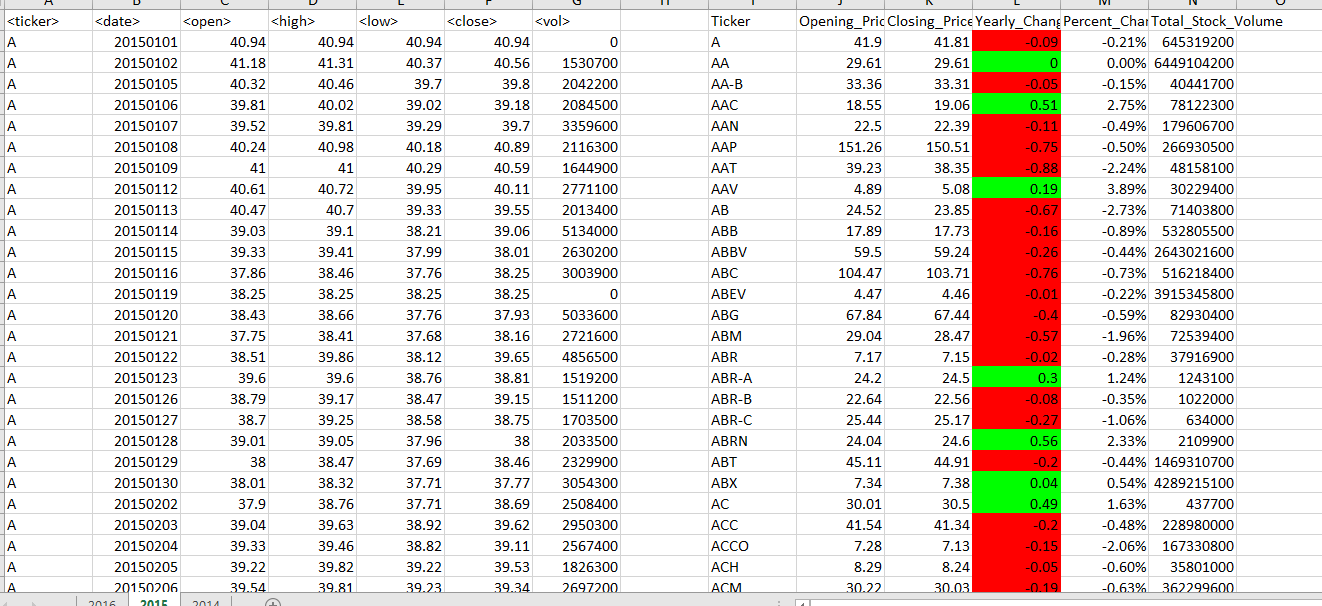 <ticker> <date> <open> <high> <low> <close> <vol> Ticker Opening_Pric Closing_Price Yearly_Chang Percent_Chan Total_Stock_Volume
A 20150101 40.94 40.94 40.94 40.94 0 A 41.9 41.81 -0.09 -0.21% 645319200
A 20150102 41.18 41.31 40.37 40.56 1530700 AA 29.61 29.61 0 0.00% 6449104200
A 20150105 40.32 40.46 39.7 39.8 2042200 AA-B 33.36 33.31 -0.05 -0.15% 40441700
A 20150106 39.81 40.02 39.02 39.18 2084500 AAC 18.55 19.06 0.51 2.75% 78122300
A 20150107 39.52 39.81 39.29 39.7 3359600 AAN 22.5 22.39 -0.11 -0.49% 179606700
A 20150108 40.24 40.98 40.18 40.89 2116300 AAP 151.26 150.51 -0.75 -0.50% 266930500
A 20150109 41 41 40.29 40.59 1644900 AAT 39.23 38.35 -0.88 -2.24% 48158100
A 20150112 40.61 40.72 39.95 40.11 2771100 AAV 4.89 5.08 0.19 3.89% 30229400
A 20150113 40.47 40.7 39.33 39.55 2013400 AB 24.52 23.85 -0.67 -2.73% 71403800
A 20150114 39.03 39.1 38.21 39.06 5134000 ABB 17.89 17.73 -0.16 -0.89% 532805500
A 20150115 39.33 39.41 37.99 38.01 2630200 ABBV 59.5 59.24 -0.26 -0.44% 2643021600
A 20150116 37.86 38.46 37.76 38.25 3003900 ABC 104.47 103.71 -0.76 -0.73% 516218400
A 20150119 38.25 38.25 38.25 38.25 0 ABEV 4.47 4.46 -0.01 -0.22% 3915345800
A 20150120 38.43 38.66 37.76 37.93 5033600 ABG 67.84 67.44 -0.4 -0.59% 82930400
A 20150121 37.75 38.41 37.68 38.16 2721600 ABM 29.04 28.47 -0.57 -1.96% 72539400
A 20150122 38.51 39.86 38.12 39.65 4856500 ABR 7.17 7.15 -0.02 -0.28% 37916900
A 20150123 39.6 39.6 38.76 38.81 1519200 ABR-A 24.2 24.5 0.3 1.24% 1243100
A 20150126 38.79 39.17 38.47 39.15 1511200 ABR-B 22.64 22.56 -0.08 -0.35% 1022000
A 20150127 38.7 39.25 38.58 38.75 1703500 ABR-C 25.44 25.17 -0.27 -1.06% 634000
A 20150128 39.01 39.05 37.96 38 2033500 ABRN 24.04 24.6 0.56 2.33% 2109900
A 20150129 38 38.47 37.69 38.46 2329900 ABT 45.11 44.91 -0.2 -0.44% 1469310700
A 20150130 38.01 38.32 37.71 37.77 3054300 ABX 7.34 7.38 0.04 0.54% 4289215100
A 20150202 37.9 38.76 37.71 38.69 2508400 AC 30.01 30.5 0.49 1.63% 437700
A 20150203 39.04 39.63 38.92 39.62 2950300 ACC 41.54 41.34 -0.2 -0.48% 228980000
A 20150204 39.33 39.46 38.82 39.11 2567400 ACCO 7.28 7.13 -0.15 -2.06% 167330800
A 20150205 39.22 39.82 39.22 39.53 1826300 ACH 8.29 8.24 -0.05 -0.60% 35801000
A 20150206 39.54 39.81 39.23 39.34 2697200 ACM 30.22 30.03 -0.19 -0.63% 362299600
2016 2015 2014